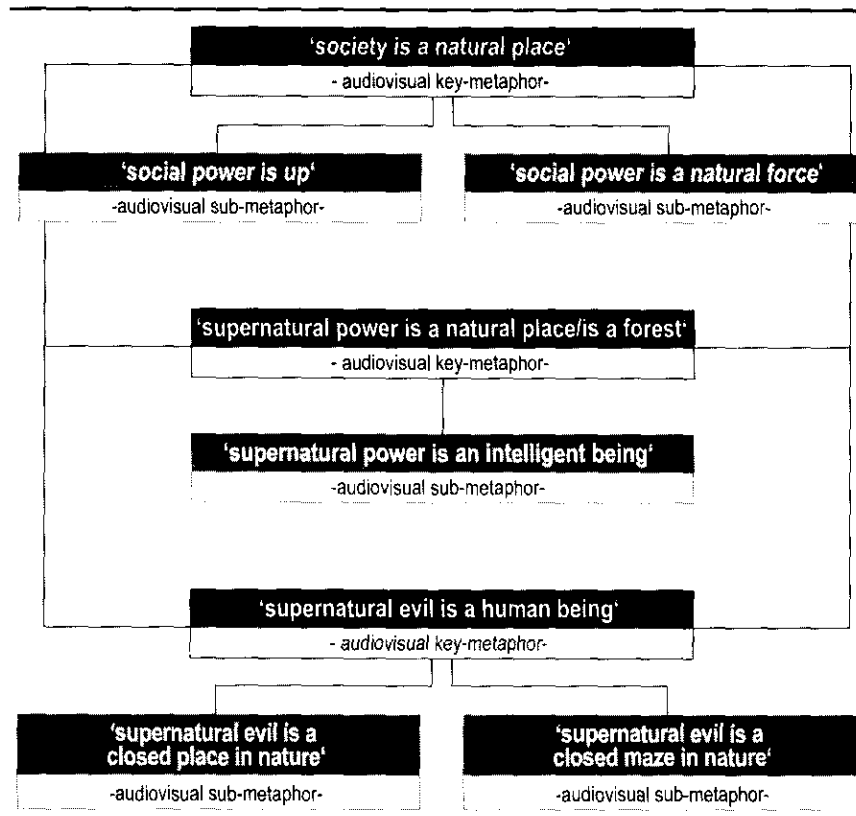 ‘society is a natural place‘
- audiovisual key-metaphor-
‘social power is up‘
-audiovisual sub-metaphor-
‘social power is a natural force‘
-audiovisual sub-metaphor-
‘supernatural power is a natural place/is a forest‘
- audiovisual key-metaphor-
‘supernatural power is an intelligent being‘
-audiovisual sub-metaphor-
‘supernatural evil is a human being‘
- audiovisual key-metaphor-
‘supernatural evil is a
closed place in nature‘
-audiovisual sub-metaphor-
‘supernatural evil is a
closed maze in nature‘
-audiovisual sub-metaphor-